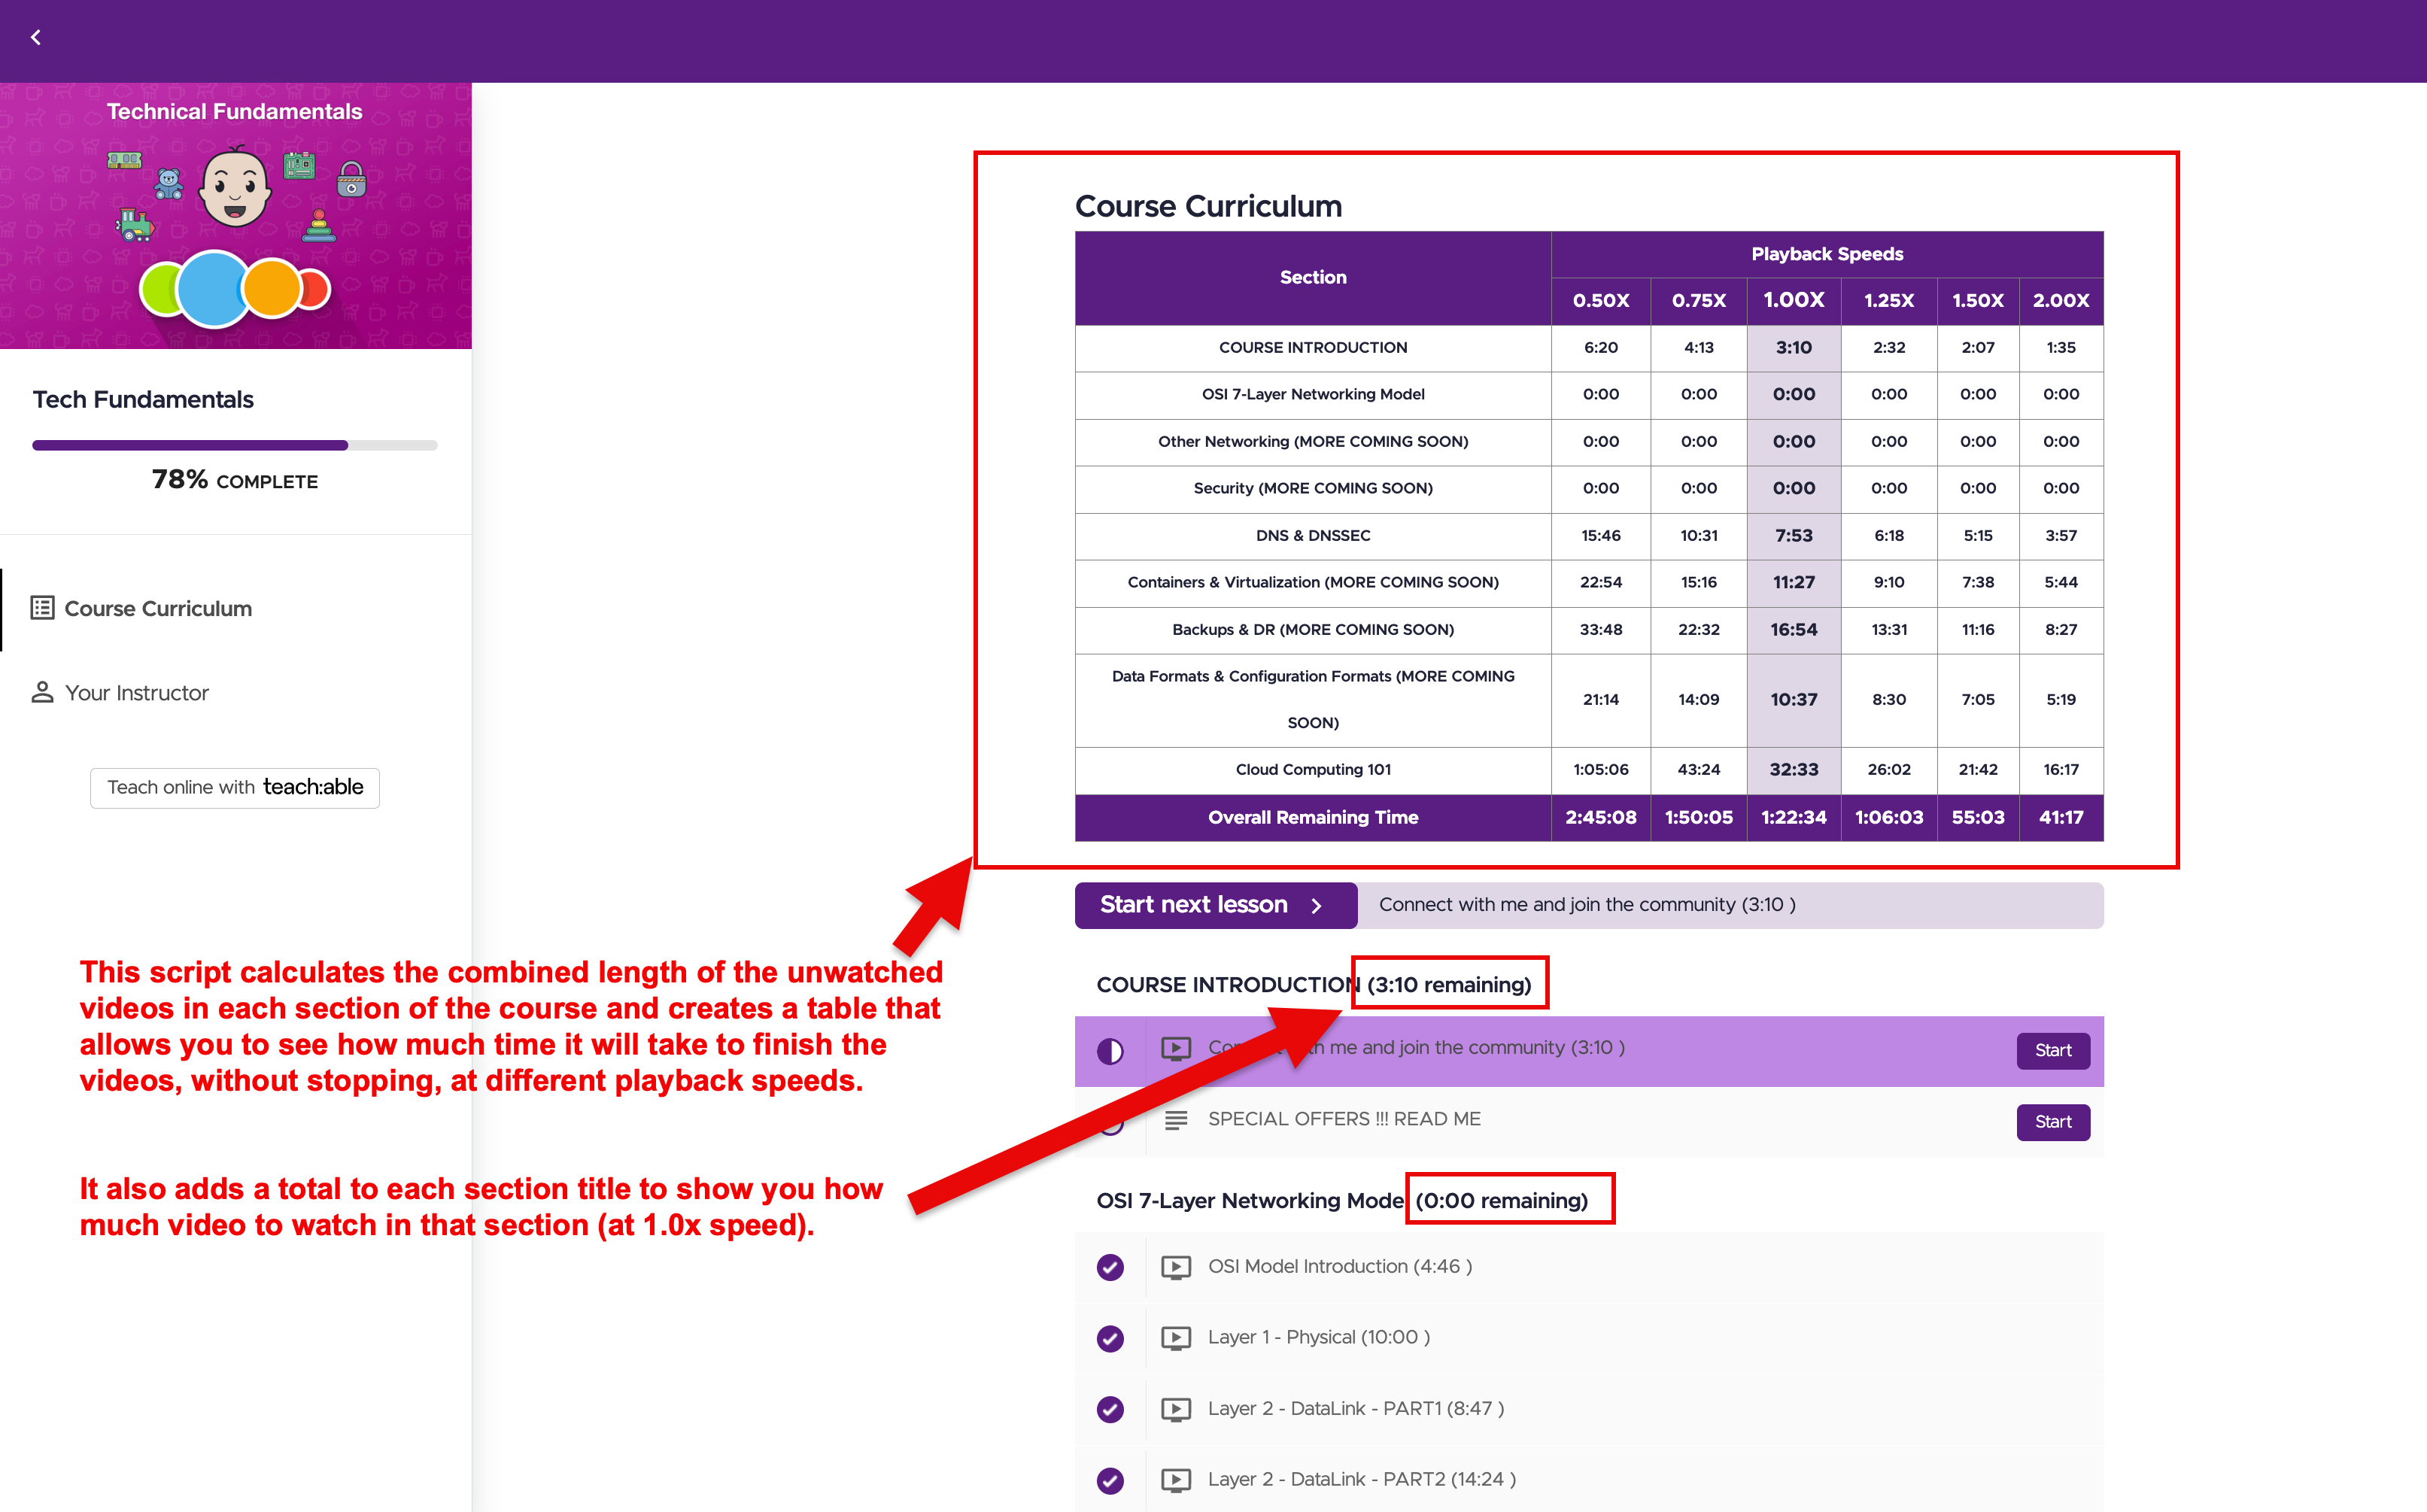 Technical Fundamentals
Tech Fundamentals
78% COMPLETE
Course Curriculum
Your Instructor
Teach online with teach:able
This script calculates the combined length of the unwatched
videos in each section of the course and creates a table that
allows you to see how much time it will take to finish the
videos, without stopping, at different playback speeds.
It also adds a total to each section title to show you how
much video to watch in that section (at 1.0x speed).
Course Curriculum
Section Playback Speeds
0.50X 0.75X 1.00X 1.25X 1.50X 2.00X
COURSE INTRODUCTION 6:20 4:13 3:10 2:32 2:07 1:35
OSI 7-Layer Networking Model 0:00 0:00 0:00 0:00 0:00 0:00
Other Networking (MORE COMING SOON) 0:00 0:00 0:00 0:00 0:00 0:00
Security (MORE COMING SOON) 0:00 0:00 0:00 0:00 0:00 0:00
DNS & DNSSEC 15:46 10:31 7:53 6:18 5:15 3:57
Containers & Virtualization (MORE COMING SOON) 22:54 15:16 11:27 9:10 7:38 5:44
Backups & DR (MORE COMING SOON) 33:48 22:32 16:54 13:31 11:16 8:27
Data Formats & Configuration Formats (MORE COMING
SOON) 21:14 14:09 10:37 8:30 7:05 5:19
Cloud Computing 101 1:05:06 43:24 32:33 26:02 21:42 16:17
Overall Remaining Time 2:45:08 1:50:05 1:22:34 1:06:03 55:03 41:17
Start next lesson Connect with me and join the community (3:10 )
COURSE INTRODUCTION (3:10 remaining)
me and join the community (3:10 ) Start
SPECIAL OFFERS !!! READ ME Start
OSI 7-Layer Networking Mode (0:00 remaining)
OSI Model Introduction (4:46 )
Layer 1 - Physical (10:00 )
Layer 2 - DataLink - PART1 (8:47 )
Layer 2 - DataLink - PART2 (14:24 )